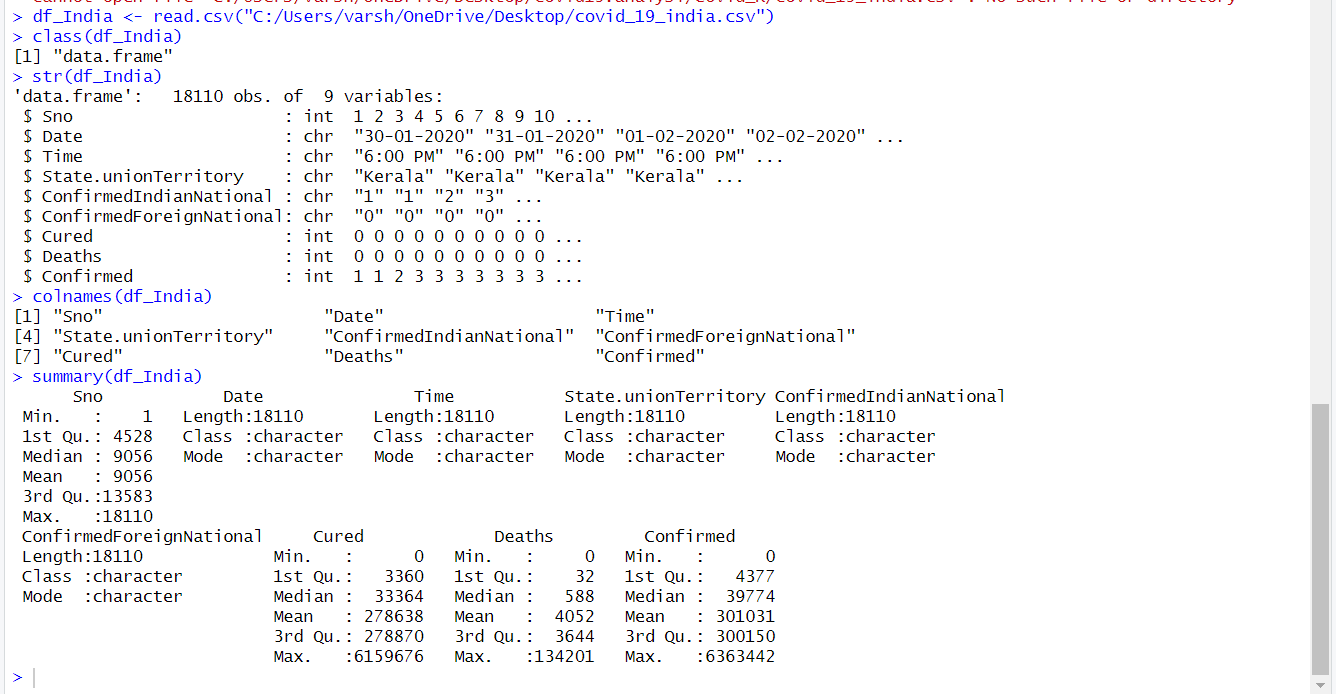 > df_India <- read.csv("C:/Users/varsh/OneDrive/Desktop/covid_19_india.csv")
> class(df_India)
[1] "data.frame"
> str(df_India)
'data.frame':   18110 obs. of  9 variables:
 $ Sno                     : int  1 2 3 4 5 6 7 8 9 10 ...
 $ Date                    : chr  "30-01-2020" "31-01-2020" "01-02-2020" "02-02-2020" ...
 $ Time                    : chr  "6:00 PM" "6:00 PM" "6:00 PM" "6:00 PM" ...
 $ State.unionTerritory    : chr  "Kerala" "Kerala" "Kerala" "Kerala" ...
 $ ConfirmedIndianNational : chr  "1" "1" "2" "3" ...
 $ ConfirmedForeignNational: chr  "0" "0" "0" "0" ...
 $ Cured                   : int  0 0 0 0 0 0 0 0 0 0 ...
 $ Deaths                  : int  0 0 0 0 0 0 0 0 0 0 ...
 $ Confirmed               : int  1 1 2 3 3 3 3 3 3 3 ...
> colnames(df_India)
[1] "Sno"                      "Date"                     "Time"
[4] "State.unionTerritory"     "ConfirmedIndianNational"  "ConfirmedForeignNational"
[7] "Cured"                    "Deaths"                   "Confirmed"
> summary(df_India)
      Sno            Date               Time           State.unionTerritory ConfirmedIndianNational
 Min.   :    1   Length:18110       Length:18110       Length:18110         Length:18110
 1st Qu.: 4528   Class :character   Class :character   Class :character     Class :character
 Median : 9056   Mode  :character   Mode  :character   Mode  :character     Mode  :character
 Mean   : 9056
 3rd Qu.:13583
 Max.   :18110
 ConfirmedForeignNational     Cured             Deaths         Confirmed
 Length:18110             Min.   :      0   Min.   :     0   Min.   :      0
 Class :character         1st Qu.:   3360   1st Qu.:    32   1st Qu.:   4377
 Mode  :character         Median :  33364   Median :   588   Median :  39774
                          Mean   : 278638   Mean   :  4052   Mean   : 301031
                          3rd Qu.: 278870   3rd Qu.:  3644   3rd Qu.: 300150
                          Max.   :6159676   Max.   :134201   Max.   :6363442
>